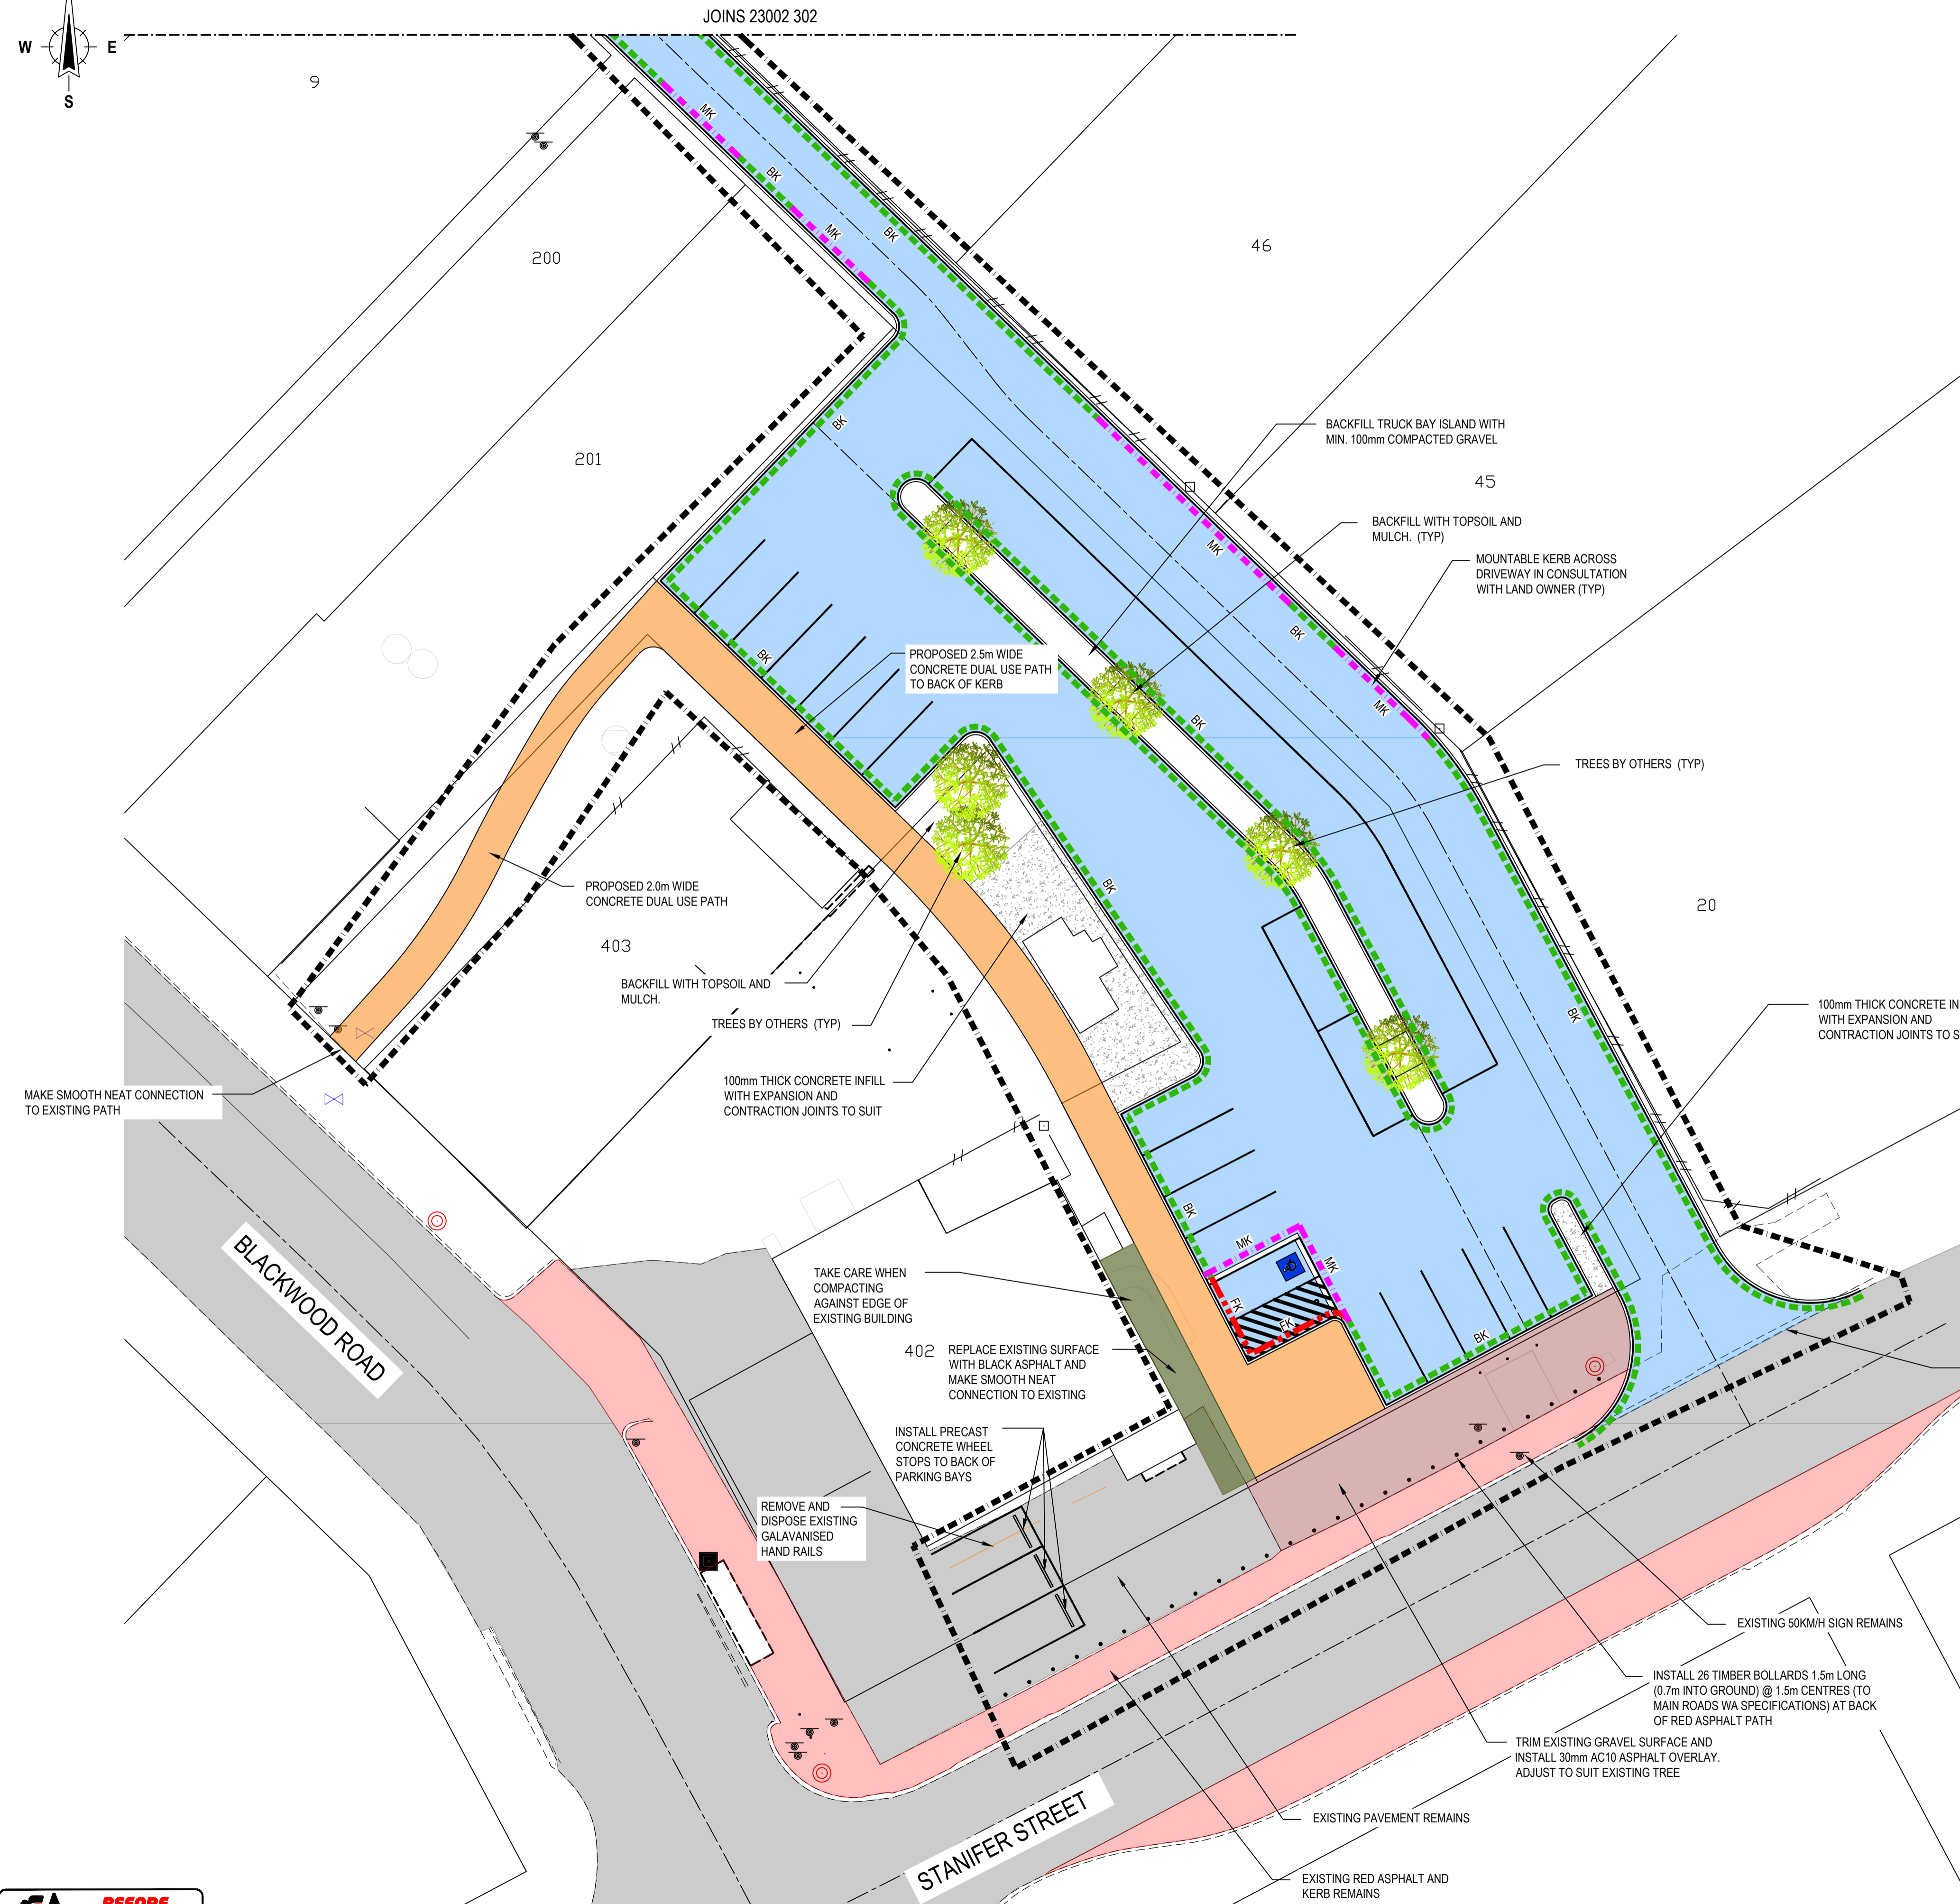 JOINS 23002 302
W
E
S
9
MK
BK
MK
BK
200
46
BK
201
BACKFILL TRUCK BAY ISLAND WITH
MIN. 100mm COMPACTED GRAVEL
45
BACKFILL WITH TOPSOIL AND
MULCH. (TYP)
MK
MOUNTABLE KERB ACROSS
DRIVEWAY IN CONSULTATION
WITH LAND OWNER (TYP)
BK
BK
PROPOSED 2.5m WIDE
CONCRETE DUAL USE PATH
TO BACK OF KERB
MK
BK
TREES BY OTHERS (TYP)
PROPOSED 2.0m WIDE
CONCRETE DUAL USE PATH
BK
20
403
BACKFILL WITH TOPSOIL AND
MULCH.
TREES BY OTHERS (TYP)
100mm THICK CONCRETE IN
WITH EXPANSION AND
CONTRACTION JOINTS TO S
BK
100mm THICK CONCRETE INFILL
WITH EXPANSION AND
CONTRACTION JOINTS TO SUIT
MAKE SMOOTH NEAT CONNECTION
TO EXISTING PATH
BK
MK
MK
FK
FK
BK
BLACKWOOD ROAD
TAKE CARE WHEN
COMPACTING
AGAINST EDGE OF
EXISTING BUILDING
402
REPLACE EXISTING SURFACE
WITH BLACK ASPHALT AND
MAKE SMOOTH NEAT
CONNECTION TO EXISTING
INSTALL PRECAST
CONCRETE WHEEL
STOPS TO BACK OF
PARKING BAYS
REMOVE AND
DISPOSE EXISTING
GALAVANISED
HAND RAILS
EXISTING 50KM/H SIGN REMAINS
INSTALL 26 TIMBER BOLLARDS 1.5m LONG
(0.7m INTO GROUND) @ 1.5m CENTRES (TO
MAIN ROADS WA SPECIFICATIONS) AT BACK
OF RED ASPHALT PATH
TRIM EXISTING GRAVEL SURFACE AND
INSTALL 30mm AC10 ASPHALT OVERLAY.
ADJUST TO SUIT EXISTING TREE
EXISTING PAVEMENT REMAINS
STANIFER STREET
EXISTING RED ASPHALT AND
KERB REMAINS
BEFORE